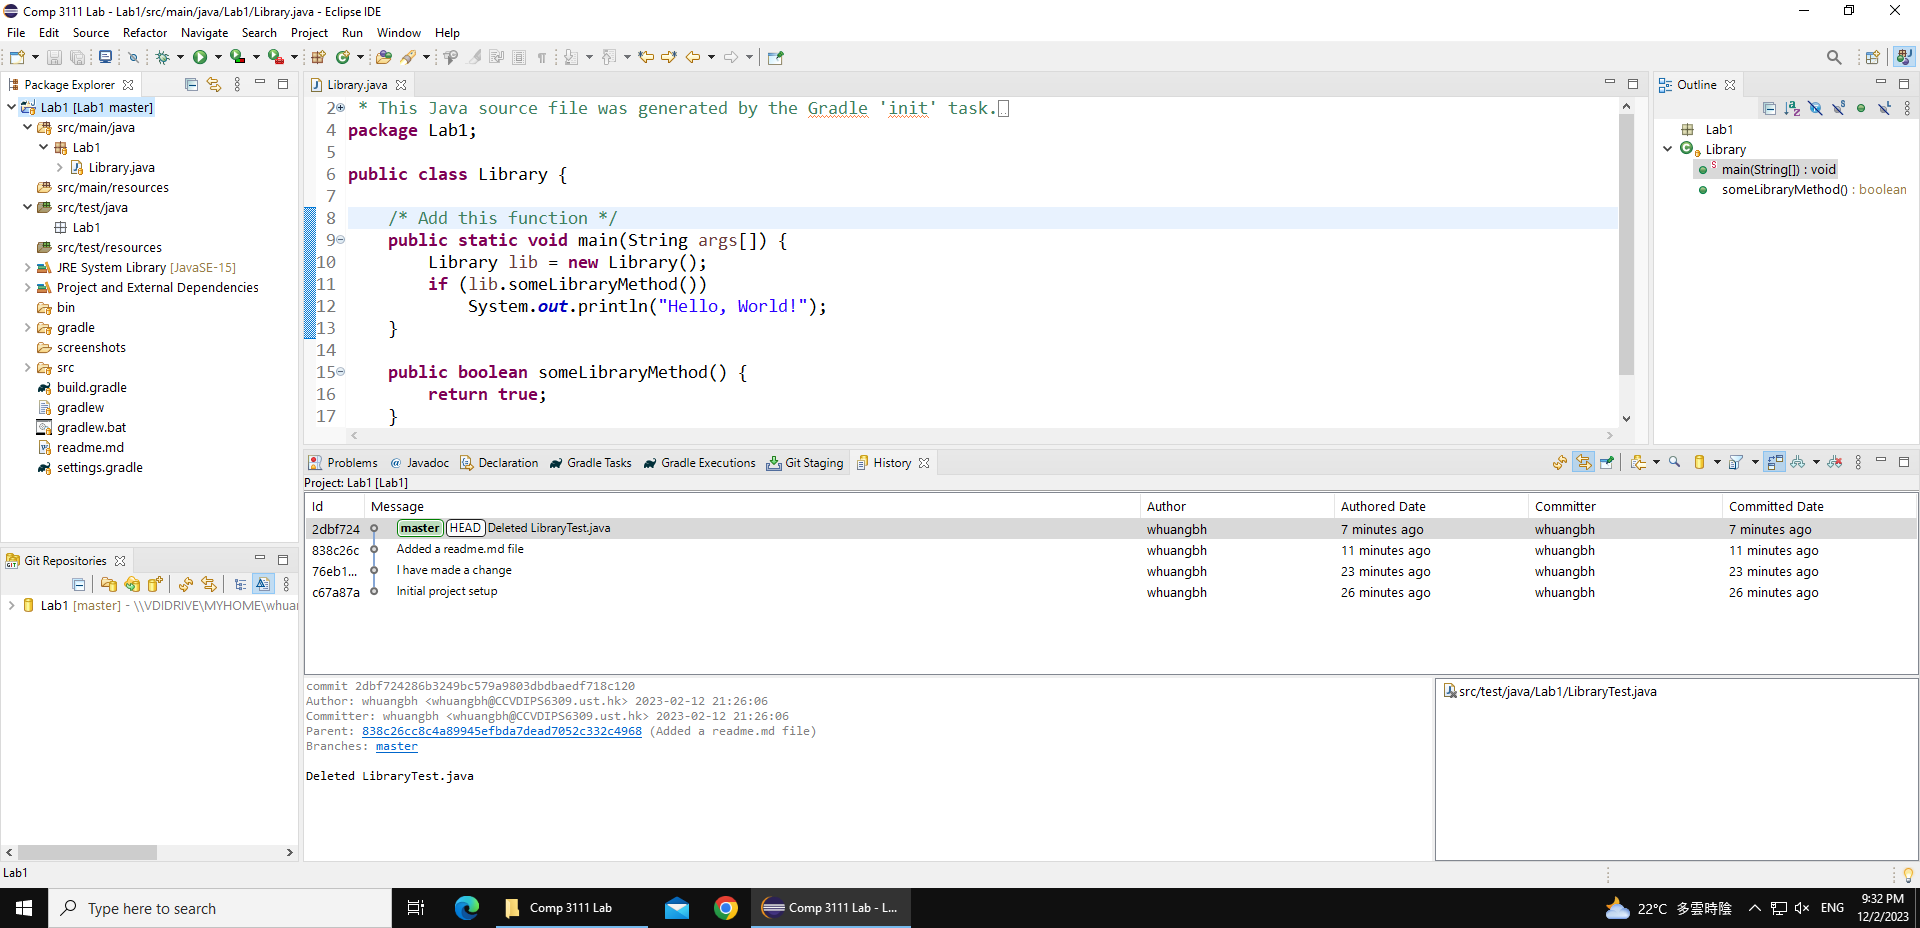 Comp 3111 Lab - Lab1/src/main/java/Lab1/Library.java - Eclipse IDE
File Edit Source Refactor Navigate Search Project Run Window Help
Package Explorer
Lab1 [Lab1 master]
src/main/java
Lab1
Library.java
src/main/resources
src/test/java
Lab1
src/test/resources
JRE System Library [JavaSE-15]
Project and External Dependencies
bin
gradle
screenshots
src
build.gradle
gradlew
gradlew.bat
readme.md
settings.gradle
Git Repositories
Lab1 [master] - \\VDIDRIVE\MYHOME\whuan
Library.java
2 * This Java source file was generated by the Gradle 'init' task.
4 package Lab1;
5
6 public class Library {
7
8 /* Add this function */
9 public static void main(String args[]) {
10 Library lib = new Library();
11 if (lib.someLibraryMethod())
12 System.out.println("Hello, World!");
13 }
14
15 public boolean someLibraryMethod() {
16 return true;
17 }
Outline
Lab1
Library
main(String[]) : void
someLibraryMethod() : boolean
Problems Javadoc Declaration Gradle Tasks Gradle Executions Git Staging History
Project: Lab1 [Lab1]
Id Message Author Authored Date Committer Committed Date
2dbf724 master HEAD Deleted LibraryTest.java whuangbh 7 minutes ago whuangbh 7 minutes ago
838c26c Added a readme.md file whuangbh 11 minutes ago whuangbh 11 minutes ago
76eb1... I have made a change whuangbh 23 minutes ago whuangbh 23 minutes ago
c67a87a Initial project setup whuangbh 26 minutes ago whuangbh 26 minutes ago
commit 2dbf724286b3249bc579a9803dbdbaedf718c120
Author: whuangbh <whuangbh@CCVDIPS6309.ust.hk> 2023-02-12 21:26:06
Committer: whuangbh <whuangbh@CCVDIPS6309.ust.hk> 2023-02-12 21:26:06
Parent: 838c26cc8c4a89945efbda7dead7052c332c4968 (Added a readme.md file)
Branches: master
Deleted LibraryTest.java
src/test/java/Lab1/LibraryTest.java
Lab1
Type here to search
Comp 3111 Lab
Comp 3111 Lab - L...
22°C 多雲時陰
ENG
9:32 PM
12/2/2023